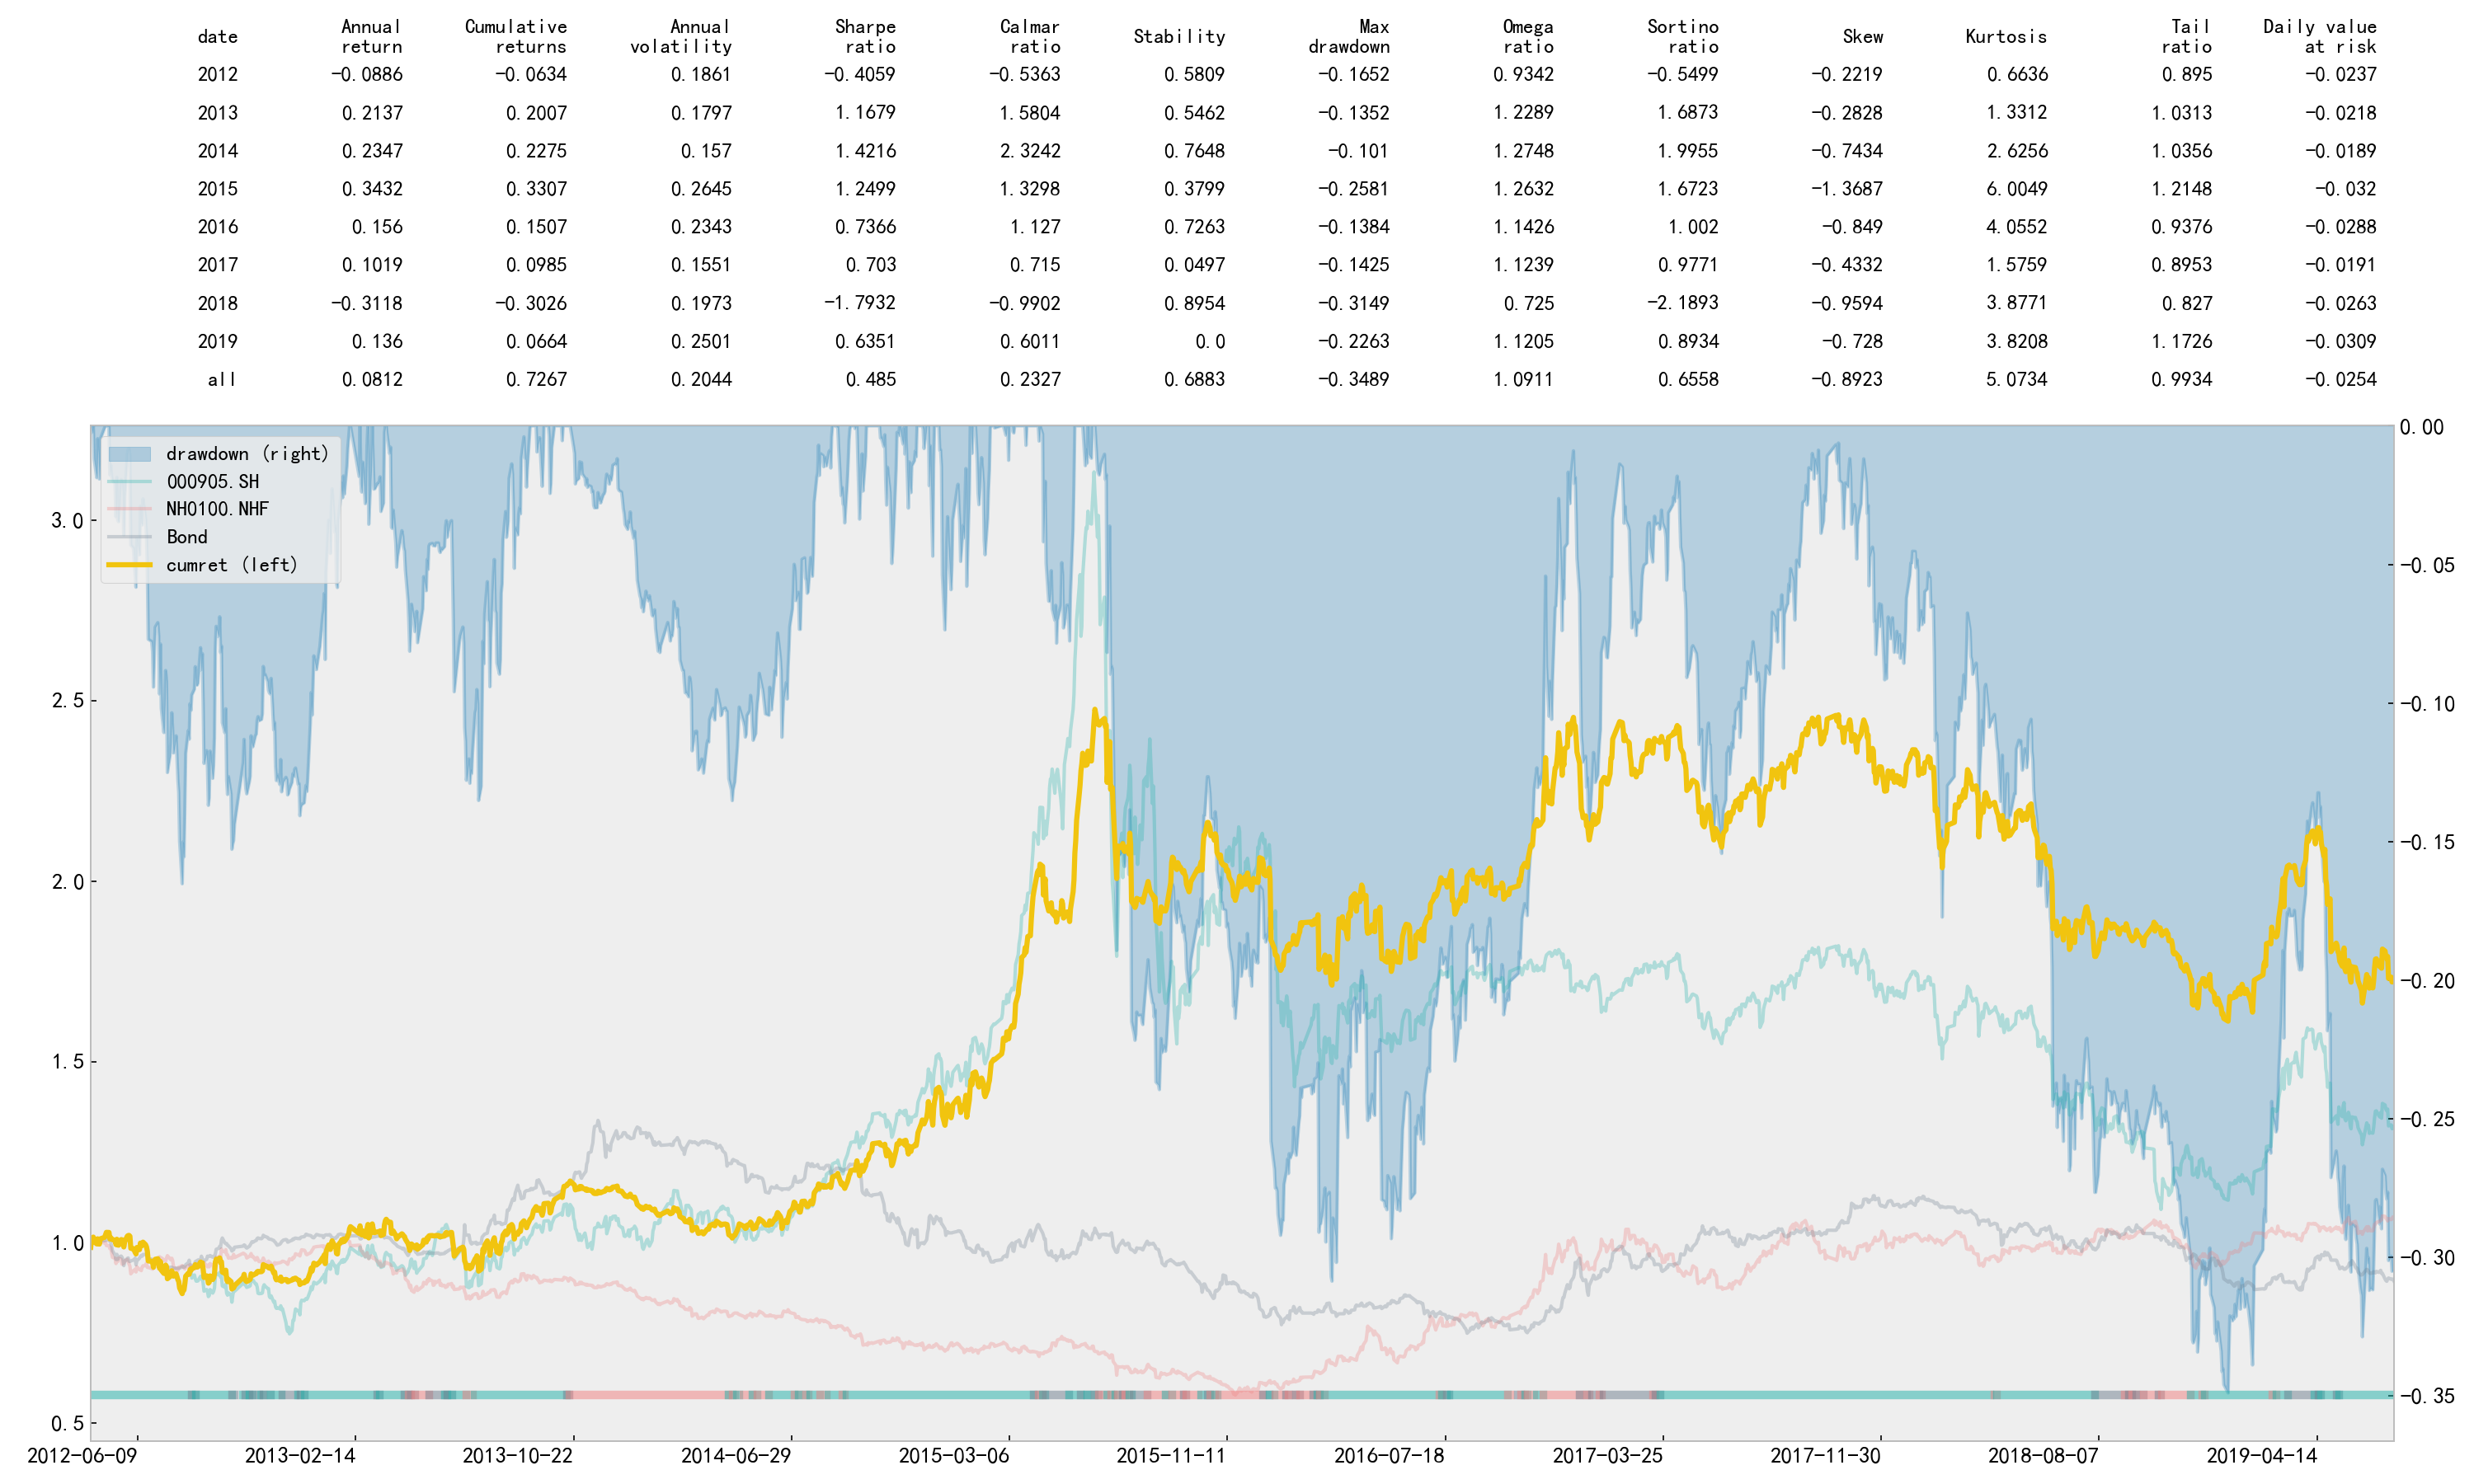 date Annual return Cumulative returns Annual volatility Sharpe ratio Calmar ratio Stability Max drawdown Omega ratio Sortino ratio Skew Kurtosis Tail ratio Daily value at risk
2012 -0.0886 -0.0634 0.1861 -0.4059 -0.5363 0.5809 -0.1652 0.9342 -0.5499 -0.2219 0.6636 0.895 -0.0237
2013 0.2137 0.2007 0.1797 1.1679 1.5804 0.5462 -0.1352 1.2289 1.6873 -0.2828 1.3312 1.0313 -0.0218
2014 0.2347 0.2275 0.157 1.4216 2.3242 0.7648 -0.101 1.2748 1.9955 -0.7434 2.6256 1.0356 -0.0189
2015 0.3432 0.3307 0.2645 1.2499 1.3298 0.3799 -0.2581 1.2632 1.6723 -1.3687 6.0049 1.2148 -0.032
2016 0.156 0.1507 0.2343 0.7366 1.127 0.7263 -0.1384 1.1426 1.002 -0.849 4.0552 0.9376 -0.0288
2017 0.1019 0.0985 0.1551 0.703 0.715 0.0497 -0.1425 1.1239 0.9771 -0.4332 1.5759 0.8953 -0.0191
2018 -0.3118 -0.3026 0.1973 -1.7932 -0.9902 0.8954 -0.3149 0.725 -2.1893 -0.9594 3.8771 0.827 -0.0263
2019 0.136 0.0664 0.2501 0.6351 0.6011 0.0 -0.2263 1.1205 0.8934 -0.728 3.8208 1.1726 -0.0309
all 0.0812 0.7267 0.2044 0.485 0.2327 0.6883 -0.3489 1.0911 0.6558 -0.8923 5.0734 0.9934 -0.0254
drawdown (right)
000905.SH
NH0100.NHF
Bond
cumret (left)
3.0
2.5
2.0
1.5
1.0
0.5
0.00
-0.05
-0.10
-0.15
-0.20
-0.25
-0.30
-0.35
2012-06-09 2013-02-14 2013-10-22 2014-06-29 2015-03-06 2015-11-11 2016-07-18 2017-03-25 2017-11-30 2018-08-07 2019-04-14